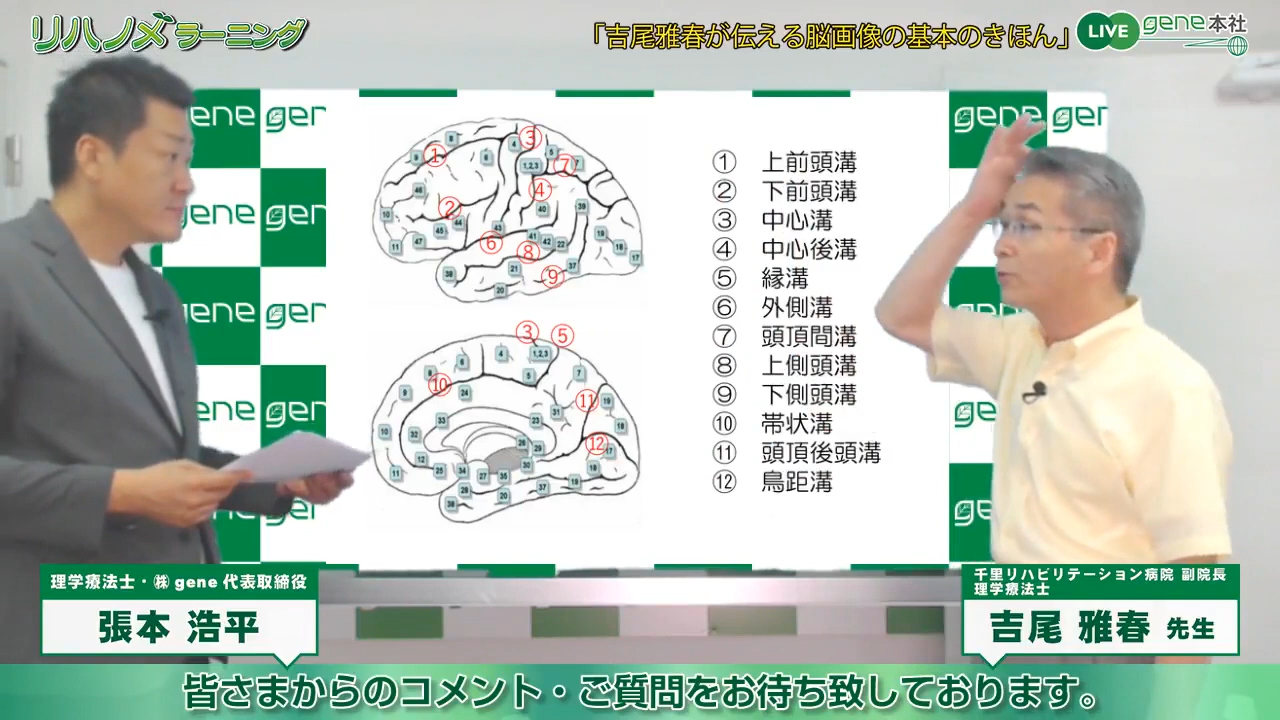 リハノメラーニング
「吉尾雅春が伝える脳画像の基本のきほん」
LIVE
gene本社
① 上前頭溝
② 下前頭溝
③ 中心溝
④ 中心後溝
⑤ 縁溝
⑥ 外側溝
⑦ 頭頂間溝
⑧ 上側頭溝
⑨ 下側頭溝
⑩ 帯状溝
⑪ 頭頂後頭溝
⑫ 鳥距溝
理学療法士・㈱gene代表取締役
張本 浩平
千里リハビリテーション病院 副院長
理学療法士
吉尾 雅春 先生
皆さまからのコメント・ご質問をお待ち致しております。